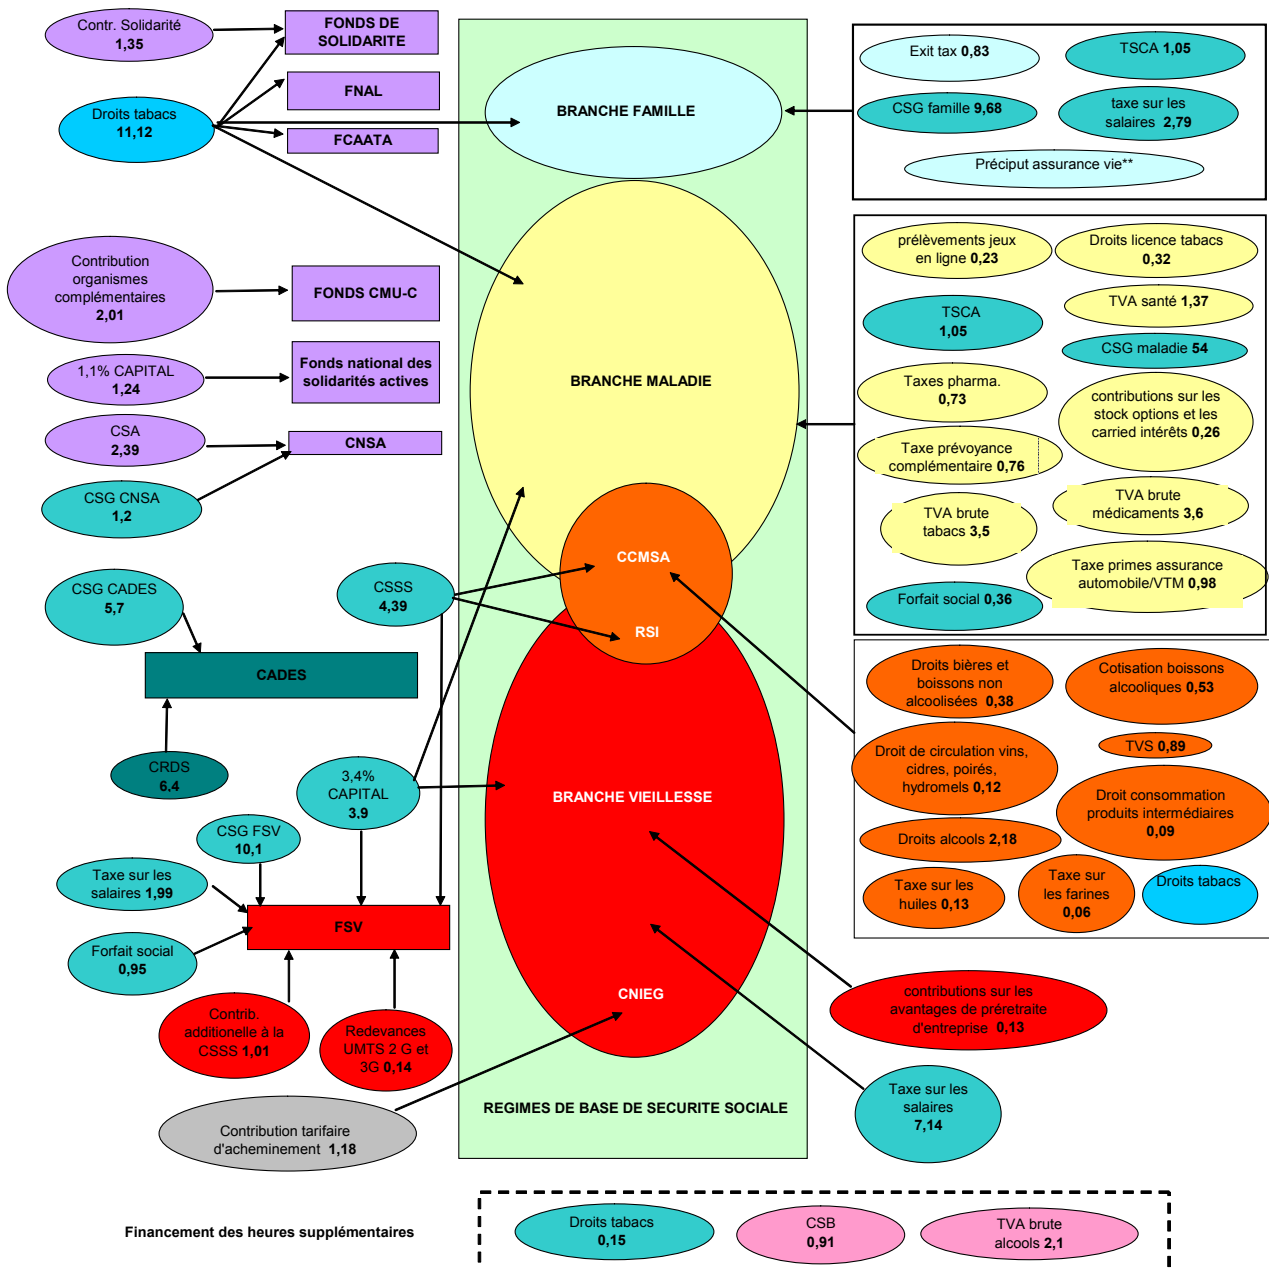 Contr. Solidarité
1,35
FONDS DE
SOLIDARITE
FNAL
Droits tabacs
11,12
FCAATA
BRANCHE FAMILLE
Exit tax 0,83
TSCA 1,05
CSG famille 9,68
taxe sur les
salaires 2,79
Préciput assurance vie**
Contribution
organismes
complémentaires
2,01
FONDS CMU-C
1,1% CAPITAL
1,24
Fonds national des
solidarités actives
CSA
2,39
CNSA
CSG CNSA
1,2
BRANCHE MALADIE
prélèvements jeux
en ligne 0,23
Droits licence tabacs
0,32
TVA santé 1,37
TSCA
1,05
CSG maladie 54
Taxes pharma.
0,73
contributions sur les
stock options et les
carried intérêts 0,26
Taxe prévoyance
complémentaire 0,76
TVA brute
tabacs 3,5
TVA brute
médicaments 3,6
Taxe primes assurance
automobile/VTM 0,98
Forfait social 0,36
CSG CADES
5,7
CSSS
4,39
CCMSA
RSI
CADES
CRDS
6,4
3,4%
CAPITAL
3,9
BRANCHE VIEILLESSE
Droits bières et
boissons non
alcoolisées 0,38
Cotisation boissons
alcooliques 0,53
TVS 0,89
Droit de circulation vins,
cidres, poirés,
hydromels 0,12
Droit consommation
produits intermédiaires
0,09
Droits alcools 2,18
Taxe sur les
huiles 0,13
Taxe sur
les farines
0,06
Droits tabacs
CSG FSV
10,1
Taxe sur les
salaires 1,99
FSV
Forfait social
0,95
Contrib.
additionelle à la
CSSS 1,01
Redevances
UMTS 2 G et
3G 0,14
CNIEG
contributions sur les
avantages de préretraite
d'entreprise 0,13
Taxe sur les
salaires
7,14
REGIMES DE BASE DE SECURITE SOCIALE
Contribution tarifaire
d'acheminement 1,18
Financement des heures supplémentaires
Droits tabacs
0,15
CSB
0,91
TVA brute
alcools 2,1